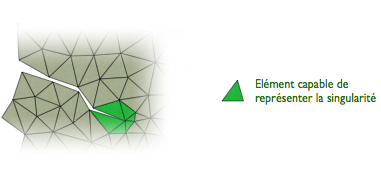 Elément capable de
représenter la singularité